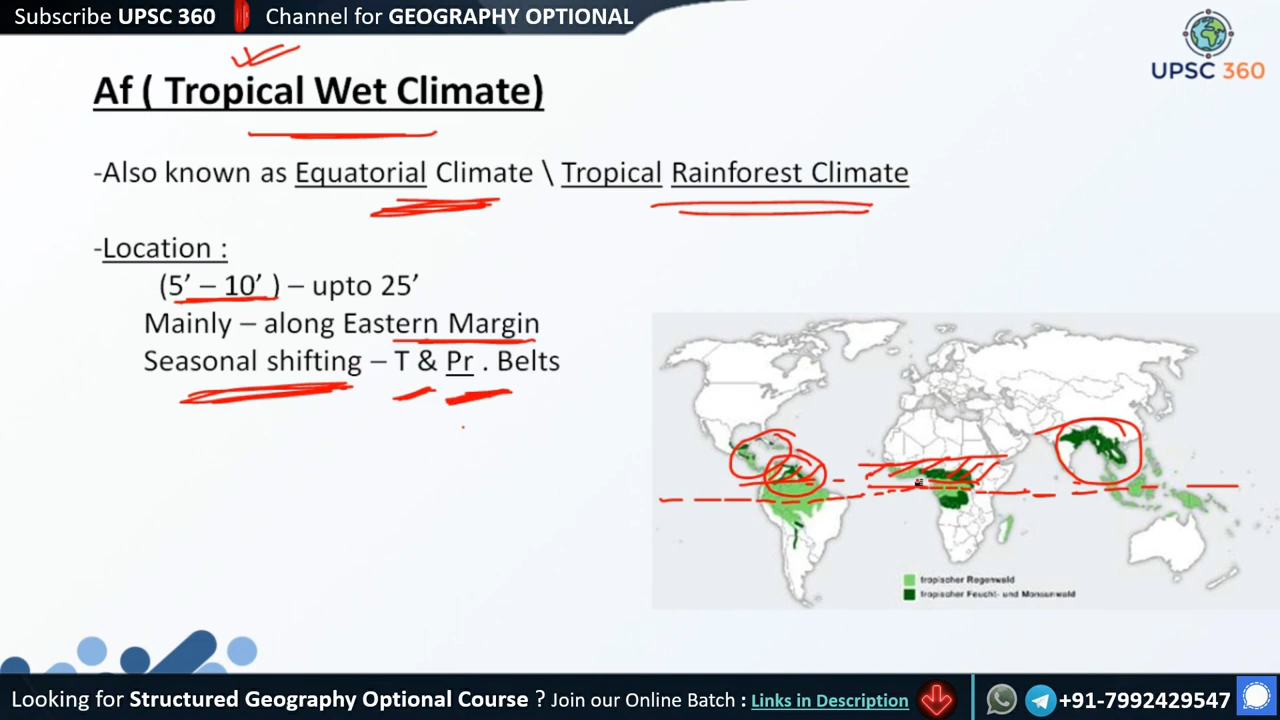 Subscribe UPSC 360 Channel for GEOGRAPHY OPTIONAL
UPSC 360
Af ( Tropical Wet Climate)
-Also known as Equatorial Climate \ Tropical Rainforest Climate
-Location :
(5’ – 10’ ) – upto 25’
Mainly – along Eastern Margin
Seasonal shifting – T & Pr . Belts
tropischer Regenwald
tropischer Feucht- und Monsunwald
Looking for Structured Geography Optional Course ? Join our Online Batch : Links in Description
+91-7992429547